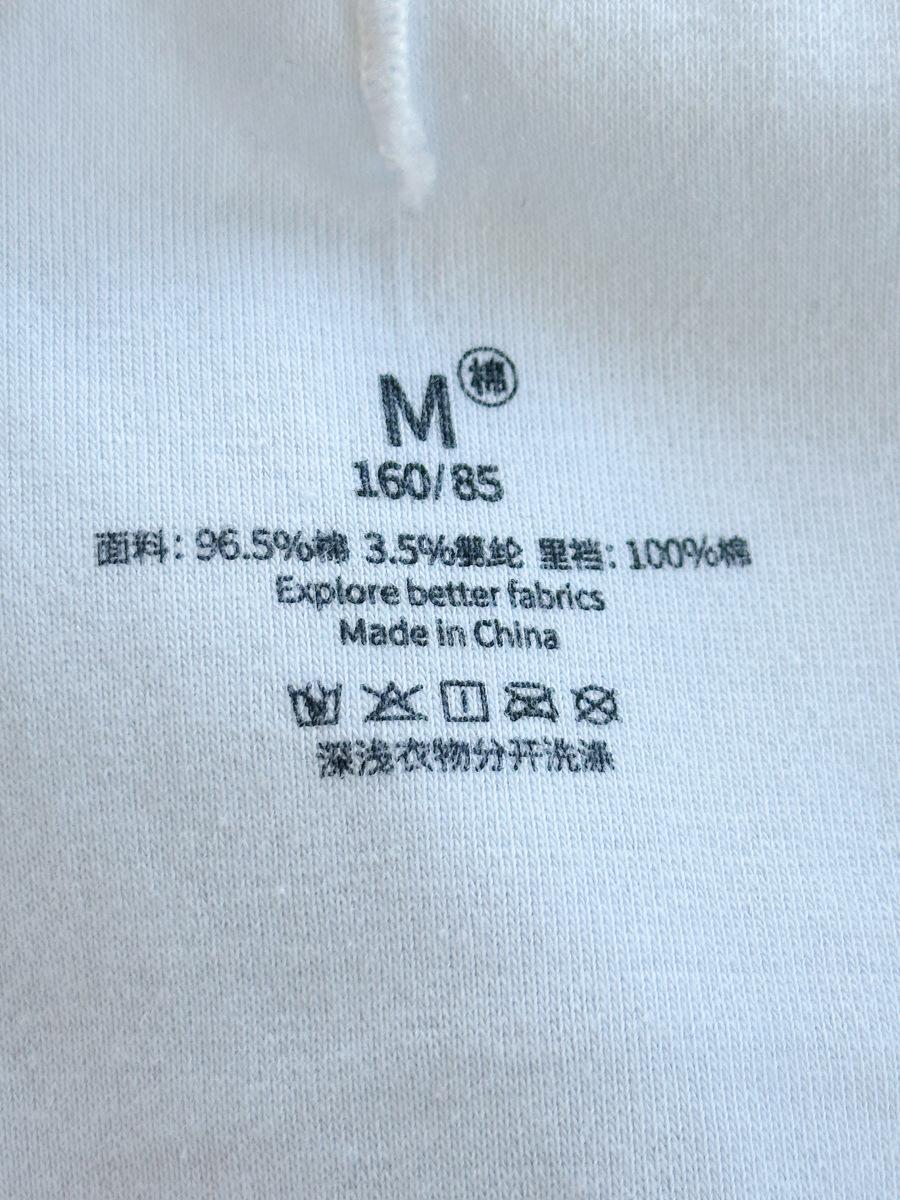 M 棉
160/85
面料: 96.5%棉 3.5%氨纶 里裆: 100%棉
Explore better fabrics
Made in China
深浅衣物分开洗涤